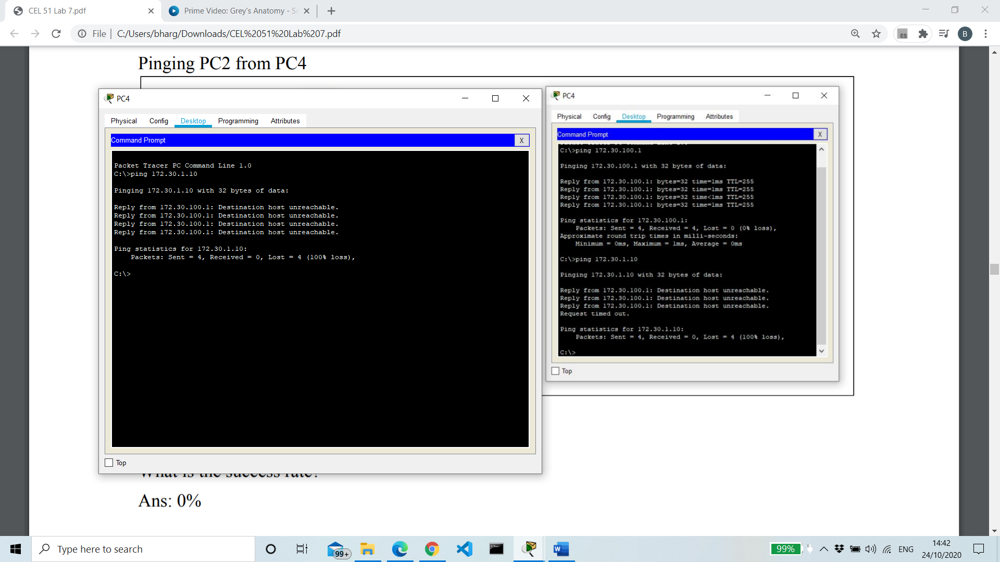 CEL 51 Lab 7.pdf
Prime Video: Grey's Anatomy - S
File
C:/Users/bharg/Downloads/CEL%2051%20Lab%207.pdf
ES
B
Pinging PC2 from PC4
PC4
Physical Config Desktop Programming Attributes
Command Prompt
X
Packet Tracer PC Command Line 1.0
C:\>ping 172.30.1.10
Pinging 172.30.1.10 with 32 bytes of data:
Reply from 172.30.100.1: Destination host unreachable.
Reply from 172.30.100.1: Destination host unreachable.
Reply from 172.30.100.1: Destination host unreachable.
Reply from 172.30.100.1: Destination host unreachable.
Ping statistics for 172.30.1.10:
Packets: Sent = 4, Received = 0, Lost = 4 (100% loss),
C:\>
Top
PC4
Physical Config Desktop Programming Attributes
Command Prompt
X
C:\>ping 172.30.100.1
Pinging 172.30.100.1 with 32 bytes of data:
Reply from 172.30.100.1: bytes=32 time=1ms TTL=255
Reply from 172.30.100.1: bytes=32 time=1ms TTL=255
Reply from 172.30.100.1: bytes=32 time<1ms TTL=255
Reply from 172.30.100.1: bytes=32 time=1ms TTL=255
Ping statistics for 172.30.100.1:
Packets: Sent = 4, Received = 4, Lost = 0 (0% loss),
Approximate round trip times in milli-seconds:
Minimum = 0ms, Maximum = 1ms, Average = 0ms
C:\>ping 172.30.1.10
Pinging 172.30.1.10 with 32 bytes of data:
Reply from 172.30.100.1: Destination host unreachable.
Reply from 172.30.100.1: Destination host unreachable.
Reply from 172.30.100.1: Destination host unreachable.
Request timed out.
Ping statistics for 172.30.1.10:
Packets: Sent = 4, Received = 0, Lost = 4 (100% loss),
C:\>
Top
What is the success rate?
Ans: 0%
Type here to search
99+
99%
ENG
14:42
24/10/2020